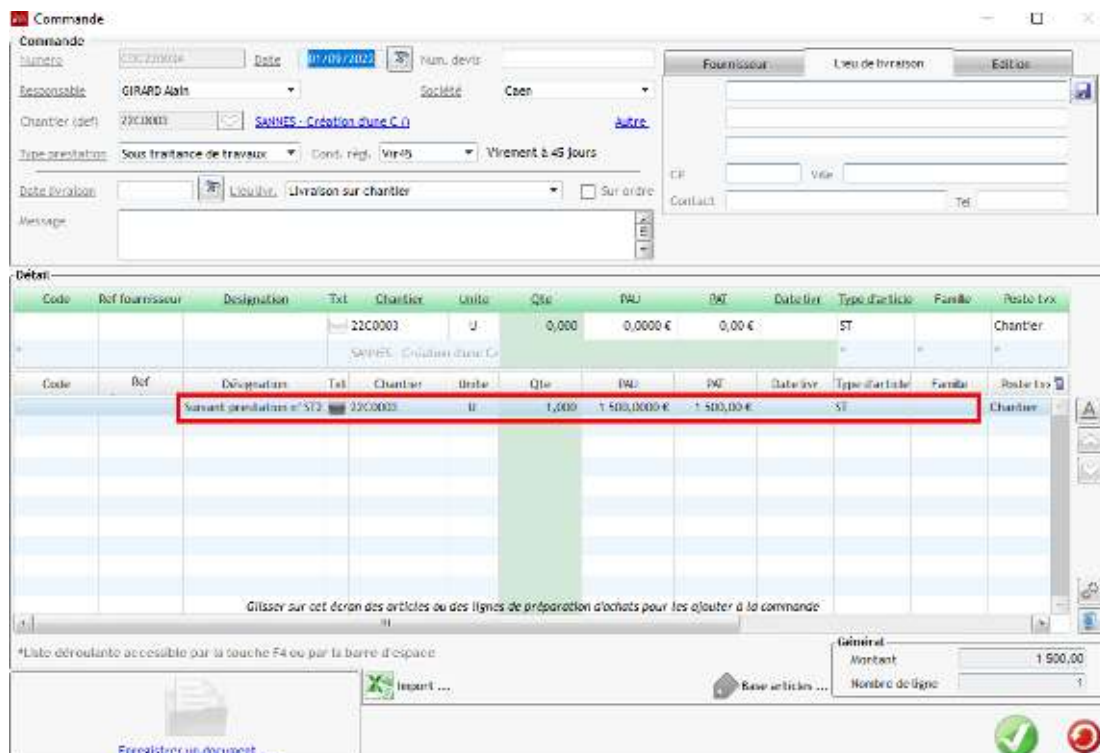 Commande
Commande
Numéro Date 01/09/2022 Num. devis
Fournisseur Lieu de livraison Edition
Responsable GIRARD Alain Société Caen
Chantier (def) 22C0003 SANNES - Création d'une C () Autre
Type prestation Sous traitance de travaux Cond. règl. Vir45 Virement à 45 jours
CP Ville
Date livraison Lieu livr. Livraison sur chantier Sur ordre
Contact Tel
Message
Détail
Code Ref fournisseur Designation Txt Chantier Unite Qte PAU PAT Date livr Type d'article Famille Poste tvx
22C0003 U 0,000 0,0000 € 0,00 € ST Chantier
* SANNES - Création d'une C * * *
Code Ref Désignation Txt Chantier Unite Qte PAU PAT Date livr Type d'article Famille Poste tvx
Suivant prestation n° ST2 22C0003 U 1,000 1 500,0000 € 1 500,00 € ST Chantier
Glisser sur cet écran des articles ou des lignes de préparation d'achats pour les ajouter à la commande
*Liste déroulante accessible par la touche F4 ou par la barre d'espace
Général
Montant 1 500,00
Import ... Base articles ... Nombre de ligne 1
Enregistrer un document